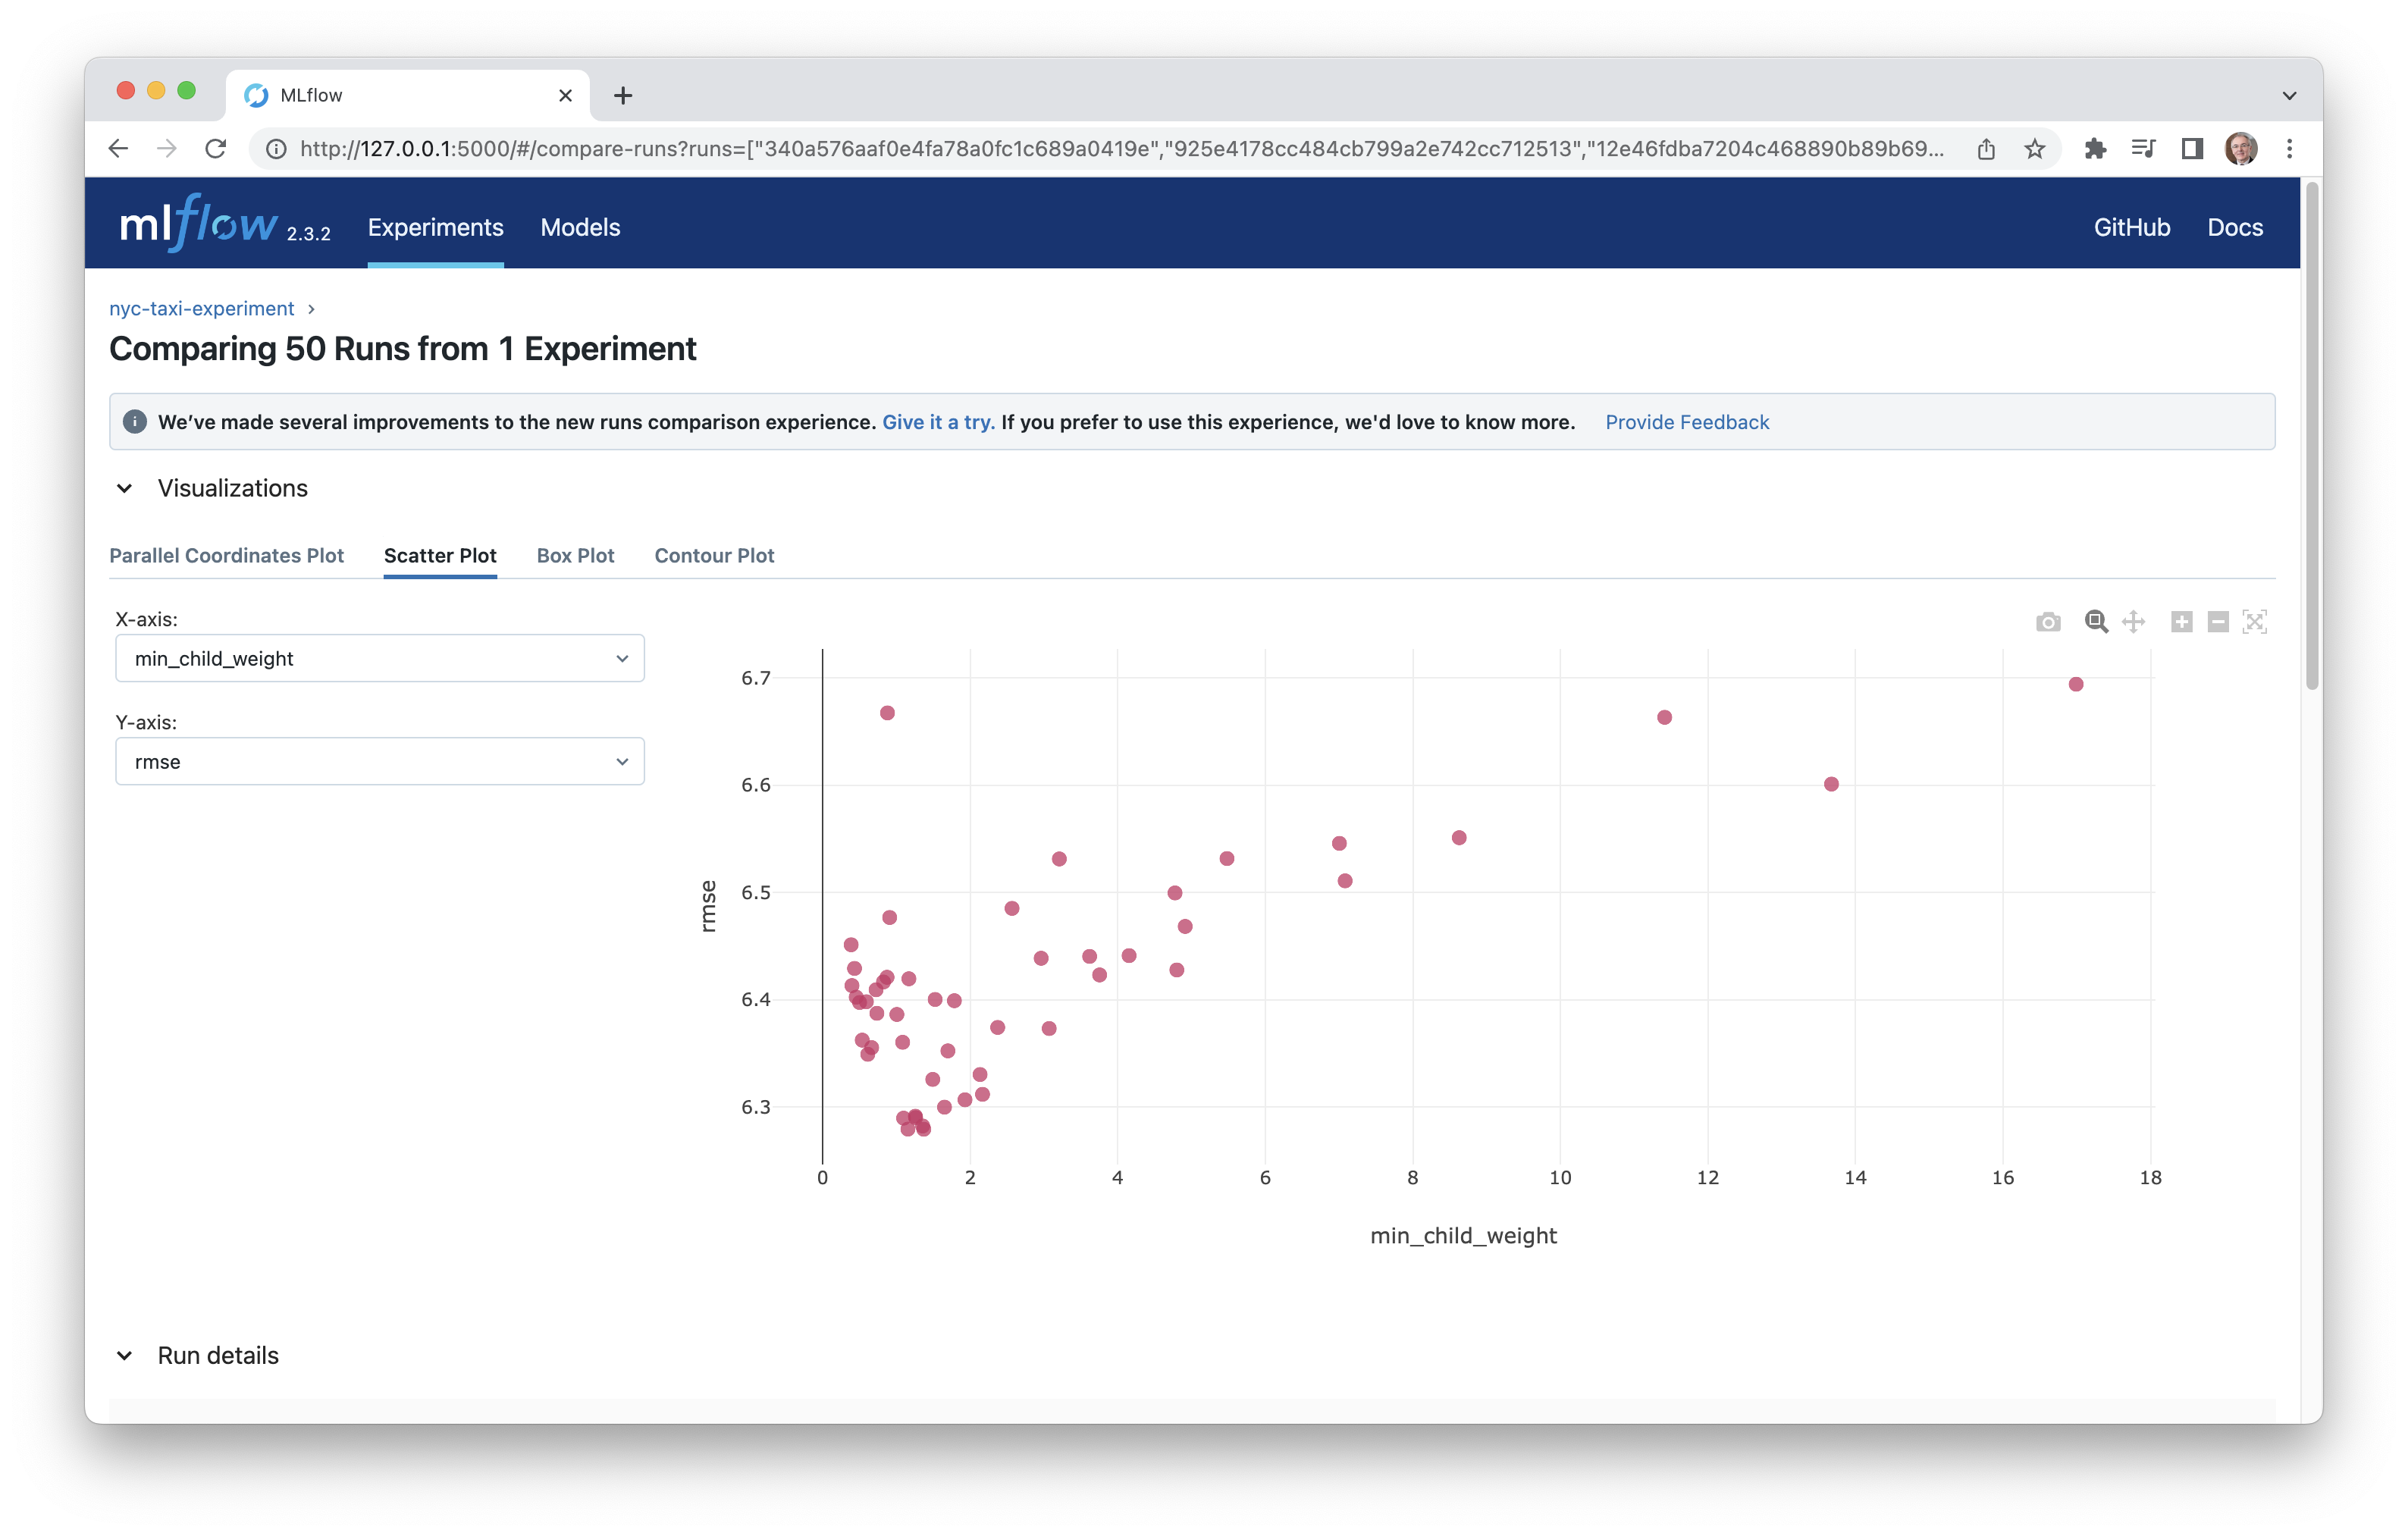 MLflow
http://127.0.0.1:5000/#/compare-runs?runs=["340a576aaf0e4fa78a0fc1c689a0419e","925e4178cc484cb799a2e742cc712513","12e46fdba7204c468890b89b69...
mlflow 2.3.2 Experiments Models GitHub Docs
nyc-taxi-experiment ›
Comparing 50 Runs from 1 Experiment
We've made several improvements to the new runs comparison experience. Give it a try. If you prefer to use this experience, we'd love to know more. Provide Feedback
Visualizations
Parallel Coordinates Plot Scatter Plot Box Plot Contour Plot
X-axis:
min_child_weight
Y-axis:
rmse
6.7
6.6
6.5
6.4
6.3
rmse
0 2 4 6 8 10 12 14 16 18
min_child_weight
Run details